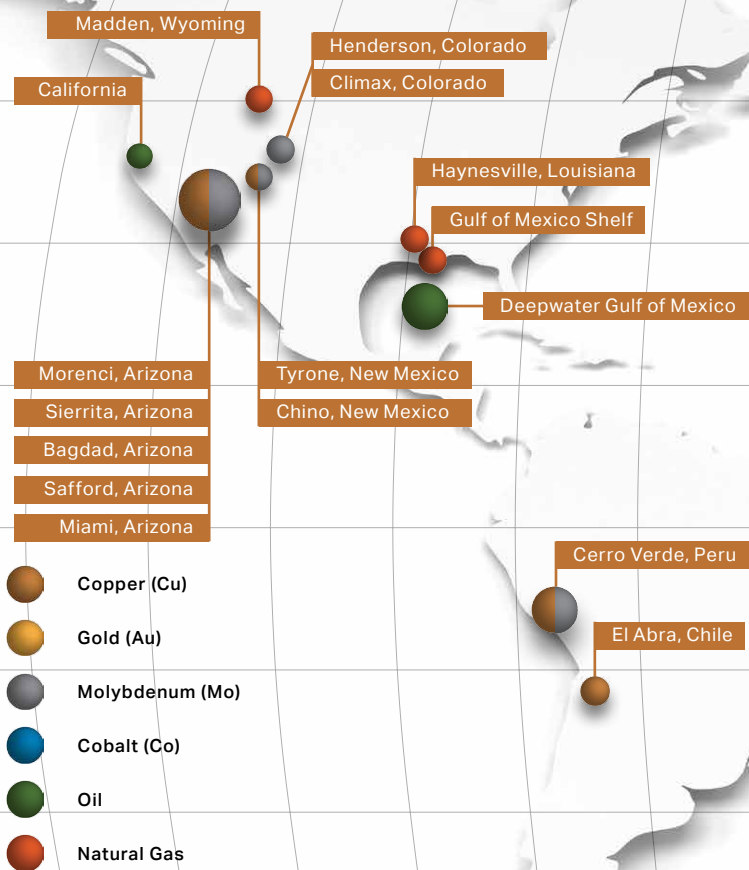 Madden, Wyoming
Henderson, Colorado
Climax, Colorado
California
Haynesville, Louisiana
Gulf of Mexico Shelf
Deepwater Gulf of Mexico
Morenci, Arizona
Sierrita, Arizona
Bagdad, Arizona
Safford, Arizona
Miami, Arizona
Tyrone, New Mexico
Chino, New Mexico
Cerro Verde, Peru
El Abra, Chile
Copper (Cu)
Gold (Au)
Molybdenum (Mo)
Cobalt (Co)
Oil
Natural Gas